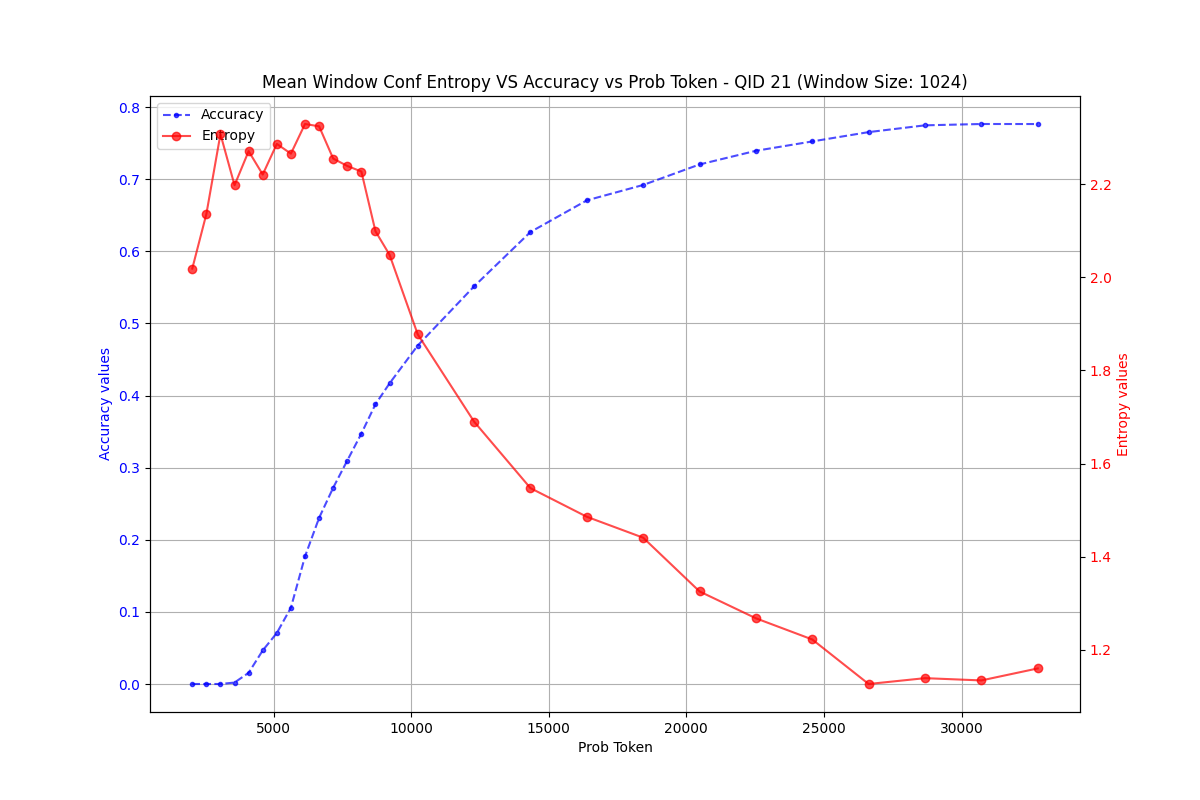 Mean Window Conf Entropy VS Accuracy vs Prob Token - QID 21 (Window Size: 1024)
Accuracy
Entropy
0.8
0.7
0.6
0.5
0.4
0.3
0.2
0.1
0.0
Accuracy values
2.2
2.0
1.8
1.6
1.4
1.2
Entropy values
5000 10000 15000 20000 25000 30000
Prob Token